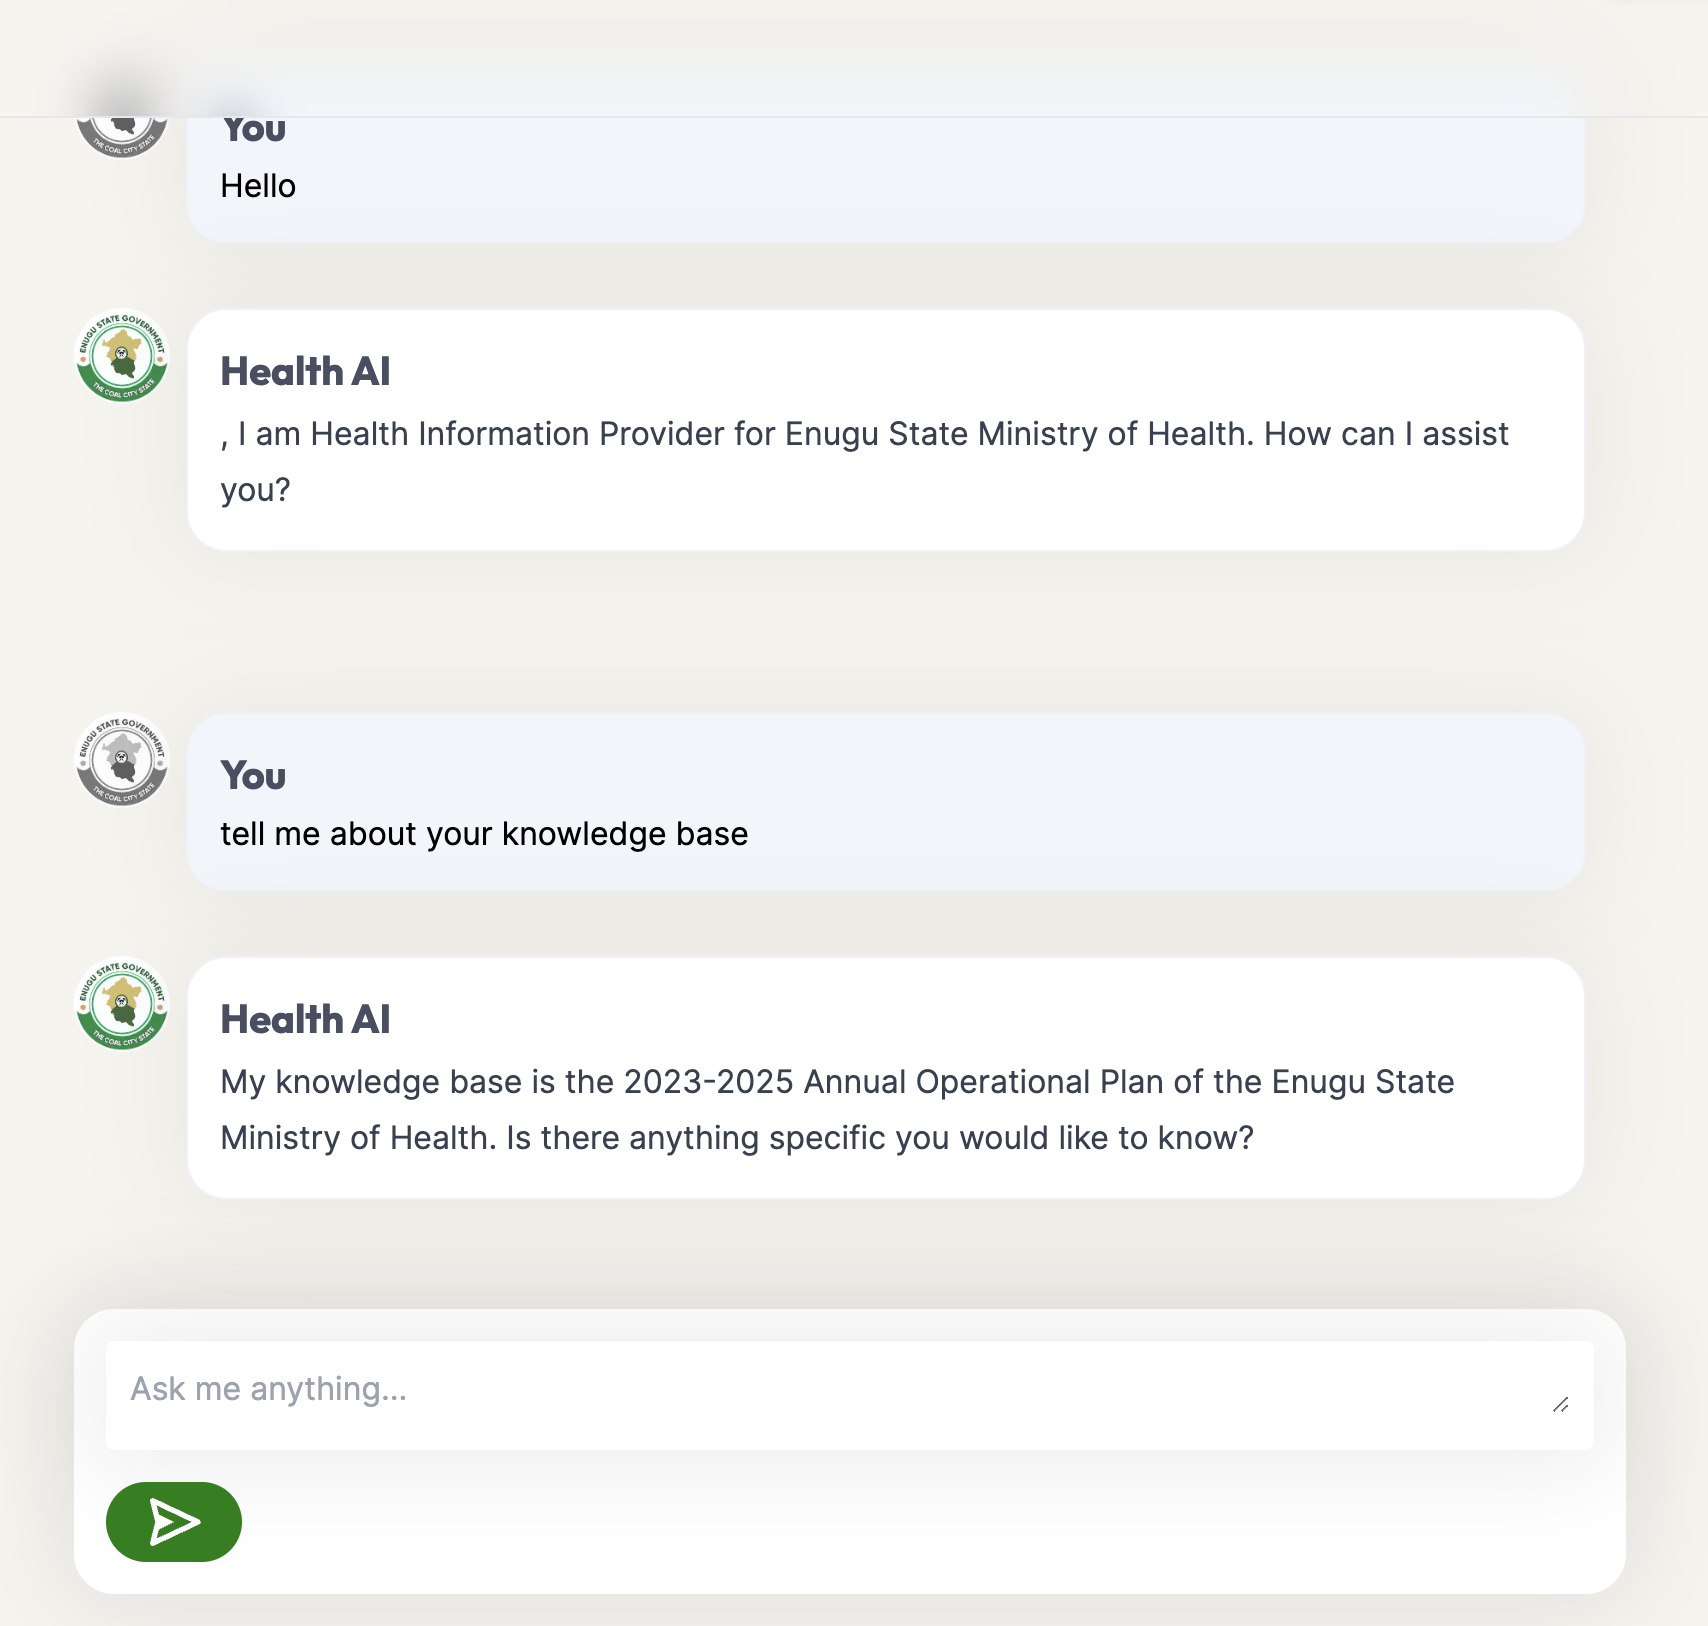 THE COAL CITY STATE
You
Hello
ENUGU STATE GOVERNMENT
THE COAL CITY STATE
Health AI
, I am Health Information Provider for Enugu State Ministry of Health. How can I assist
you?
ENUGU STATE GOVERNMENT
THE COAL CITY STATE
You
tell me about your knowledge base
ENUGU STATE GOVERNMENT
THE COAL CITY STATE
Health AI
My knowledge base is the 2023-2025 Annual Operational Plan of the Enugu State
Ministry of Health. Is there anything specific you would like to know?
Ask me anything...